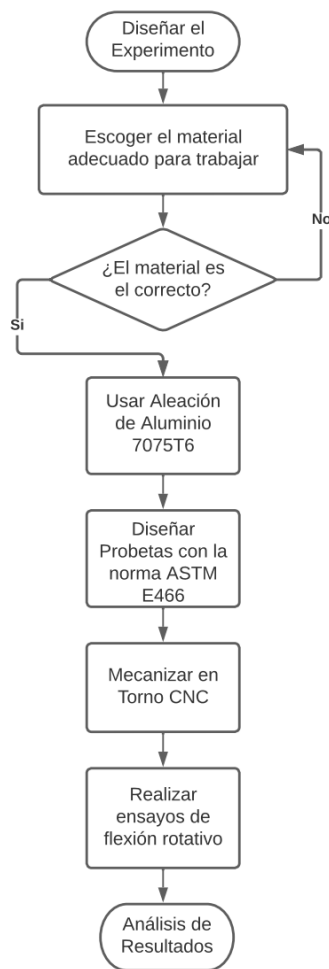 Diseñar el
Experimento
Escoger el material
adecuado para trabajar
No
¿El material es
el correcto?
Si
Usar Aleación
de Aluminio
7075T6
Diseñar
Probetas con la
norma ASTM
E466
Mecanizar en
Torno CNC
Realizar
ensayos de
flexión rotativo
Análisis de
Resultados